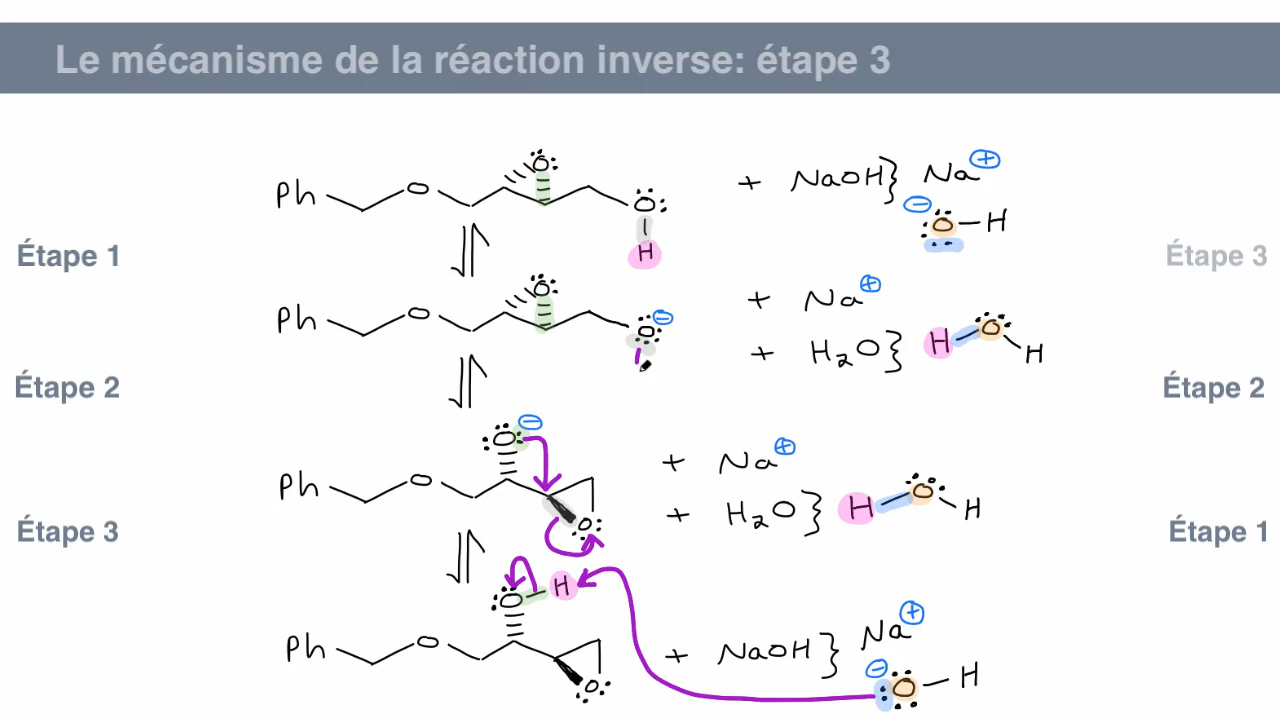 Le mécanisme de la réaction inverse: étape 3
O
Ph O O + NaOH} Na +
H − O H
Étape 1 Étape 3
O
Ph O O − + Na +
+ H2O} H O H
Étape 2 Étape 2
O −
Ph O + Na +
O + H2O} H O H
Étape 3 Étape 1
O H
Ph O + NaOH} Na +
O − O H